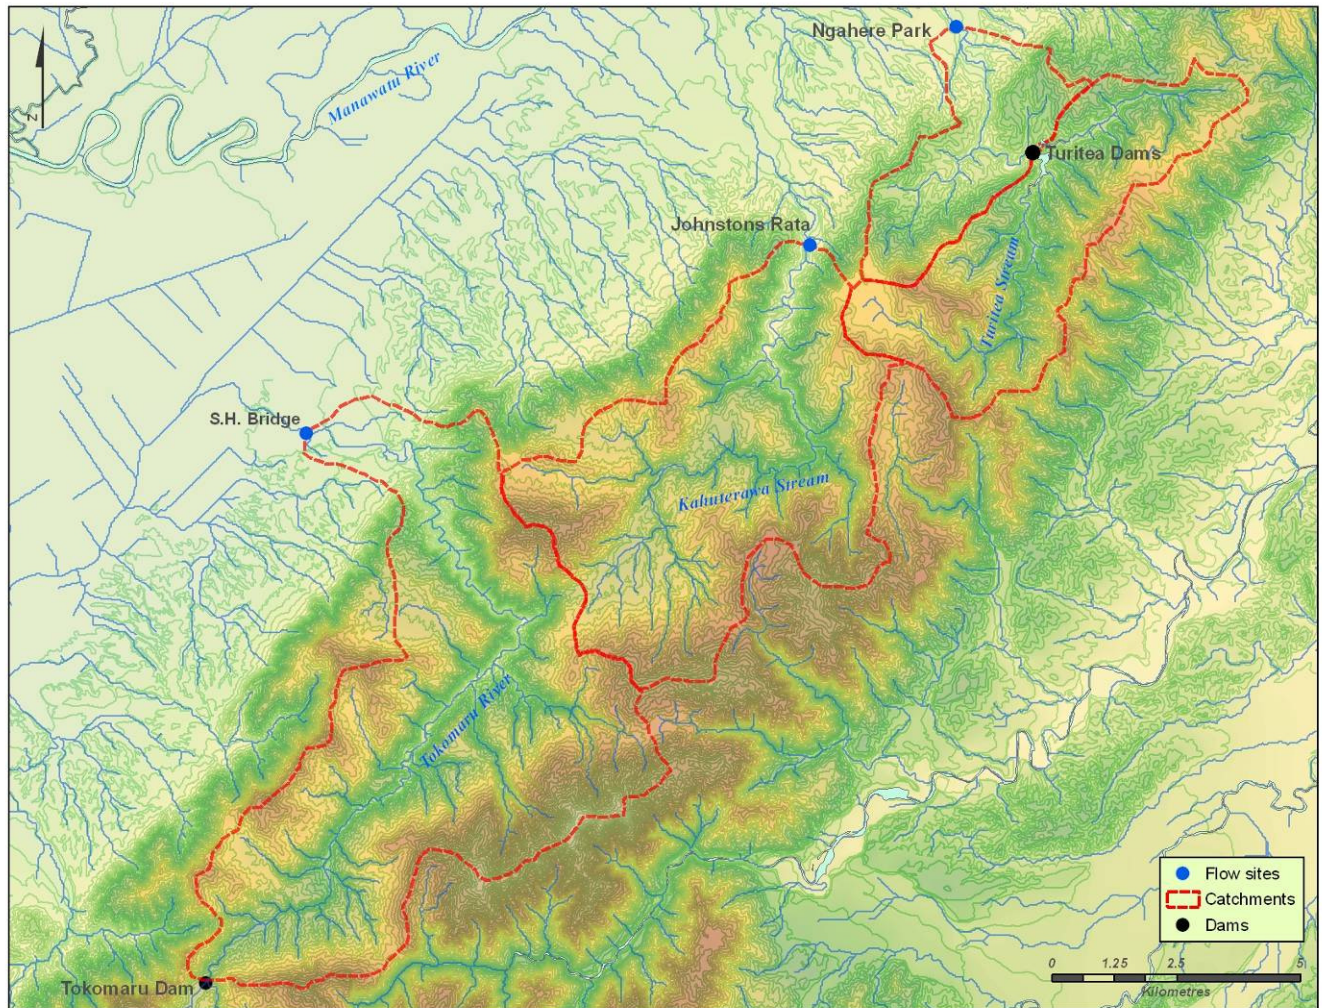 Ngahere Park
Manawatu River
N
Turitea Dams
Johnstons Rata
Turitea Stream
S.H. Bridge
Kahuterawa Stream
Tokomaru River
Flow sites
Catchments
Dams
0 1.25 2.5 5
Kilometres
Tokomaru Dam